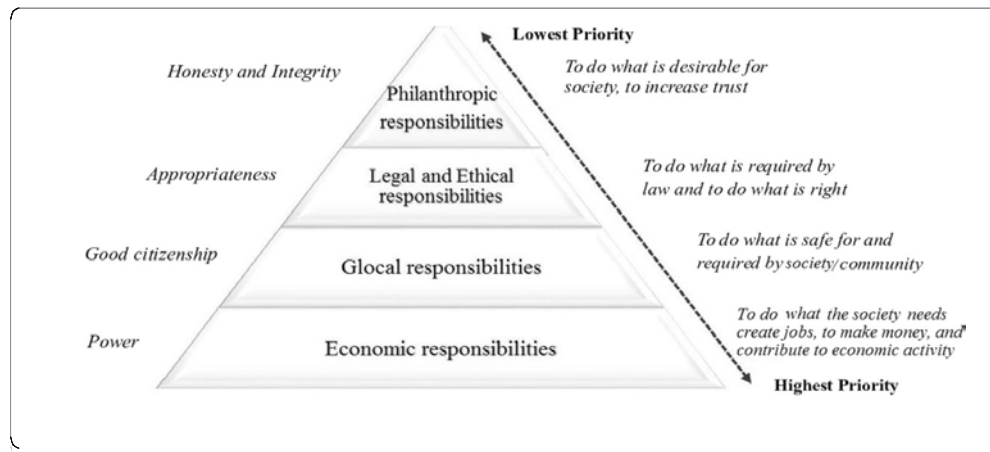 Lowest Priority
Honesty and Integrity
To do what is desirable for
society, to increase trust
Philanthropic
responsibilities
Appropriateness
Legal and Ethical
responsibilities
To do what is required by
law and to do what is right
Good citizenship
Glocal responsibilities
To do what is safe for and
required by society/community
Power
Economic responsibilities
To do what the society needs
create jobs, to make money, and
contribute to economic activity
Highest Priority